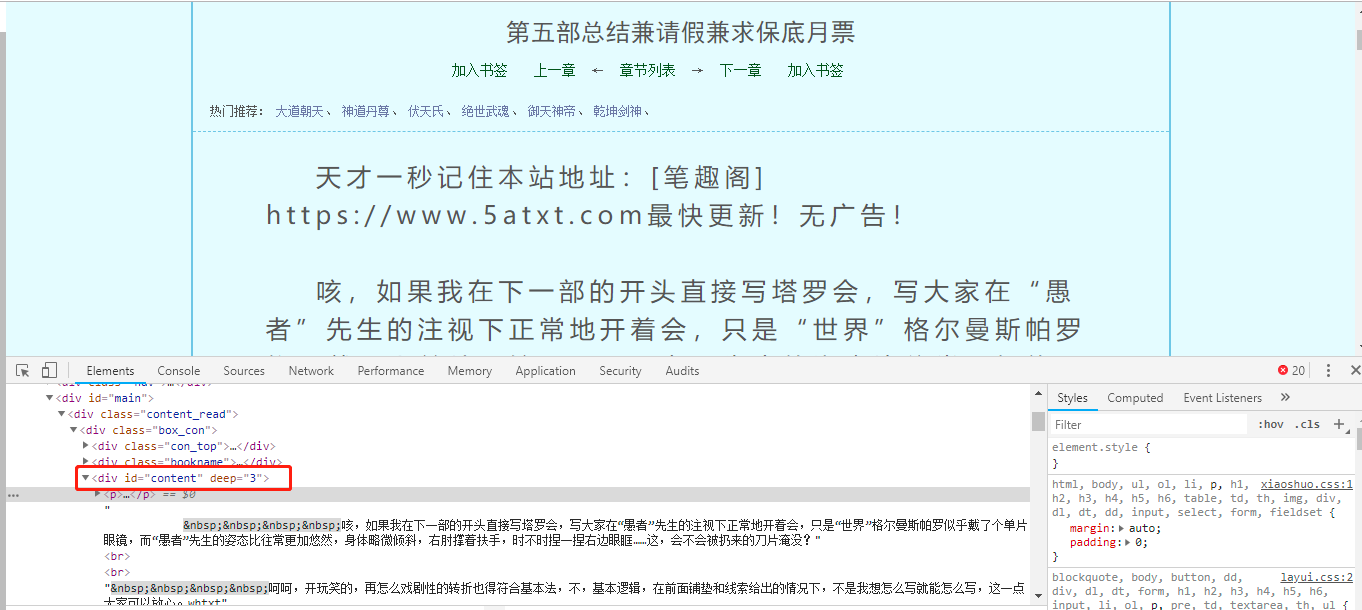 第五部总结兼请假兼求保底月票
加入书签 上一章 ← 章节列表 → 下一章 加入书签
热门推荐： 大道朝天、 神道丹尊、 伏天氏、 绝世武魂、 御天神帝、 乾坤剑神、
天才一秒记住本站地址：[笔趣阁]
https://www.5atxt.com最快更新！无广告！
咳，如果我在下一部的开头直接写塔罗会，写大家在“愚
者”先生的注视下正常地开着会，只是“世界”格尔曼斯帕罗
Elements Console Sources Network Performance Memory Application Security Audits 20
<div id="main">
<div class="content_read">
<div class="box_con">
<div class="con_top">…</div>
<div class="bookname">…</div>
<div id="content" deep="3">
… <p>…</p> == $0
"
&nbsp;&nbsp;&nbsp;&nbsp;咳，如果我在下一部的开头直接写塔罗会，写大家在“愚者”先生的注视下正常地开着会，只是“世界”格尔曼斯帕罗似乎戴了个单片
眼镜，而“愚者”先生的姿态比往常更加悠然，身体略微倾斜，右肘撑着扶手，时不时捏一捏右边眼眶……这，会不会被扔来的刀片淹没？"
<br>
<br>
"&nbsp;&nbsp;&nbsp;&nbsp;呵呵，开玩笑的，再怎么戏剧性的转折也得符合基本法，不，基本逻辑，在前面铺垫和线索给出的情况下，不是我想怎么写就能怎么写，这一点
大家可以放心。whtxt"
Styles Computed Event Listeners »
Filter :hov .cls +
element.style {
}
html, body, ul, ol, li, p, h1, xiaoshuo.css:1
h2, h3, h4, h5, h6, table, td, th, img, div,
dl, dt, dd, input, select, form, fieldset {
margin: auto;
padding: 0;
}
blockquote, body, button, dd, layui.css:2
div, dl, dt, form, h1, h2, h3, h4, h5, h6,
input, li, ol, p, pre, td, textarea, th, ul {